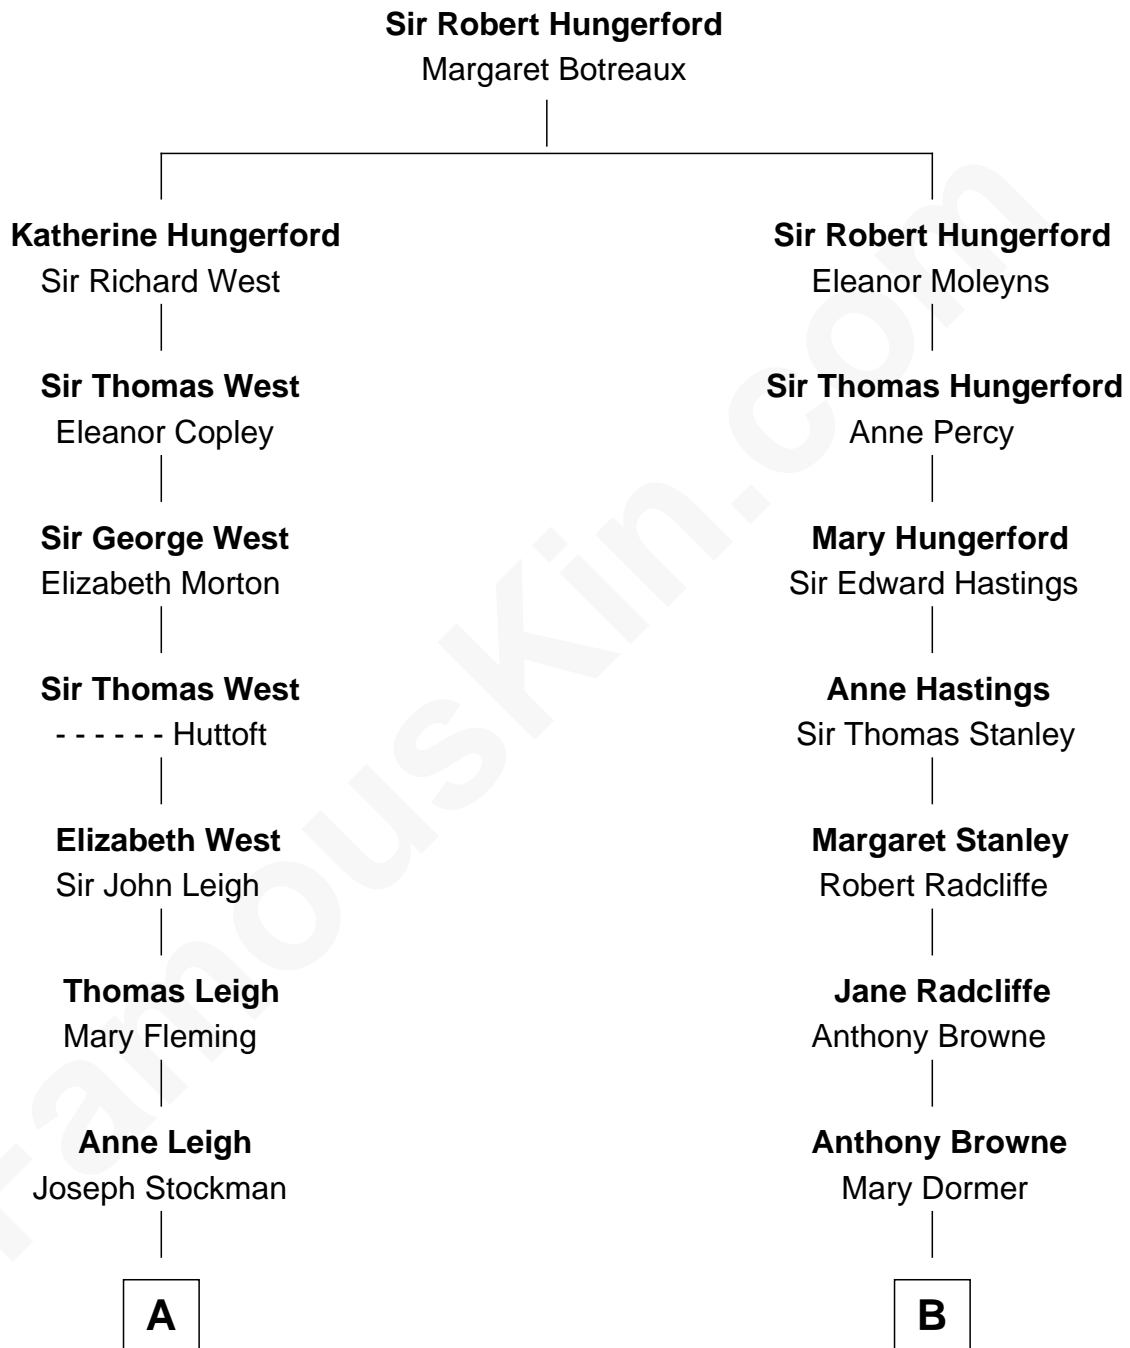 Sir Robert Hungerford
Margaret Botreaux
Katherine Hungerford
Sir Richard West
Sir Robert Hungerford
Eleanor Moleyns
Sir Thomas West
Eleanor Copley
Sir Thomas Hungerford
Anne Percy
Sir George West
Elizabeth Morton
Mary Hungerford
Sir Edward Hastings
Sir Thomas West
- - - - - - Huttoft
Anne Hastings
Sir Thomas Stanley
Elizabeth West
Sir John Leigh
Margaret Stanley
Robert Radcliffe
Thomas Leigh
Mary Fleming
Jane Radcliffe
Anthony Browne
Anne Leigh
Joseph Stockman
Anthony Browne
Mary Dormer
A
B
FamousKin.com